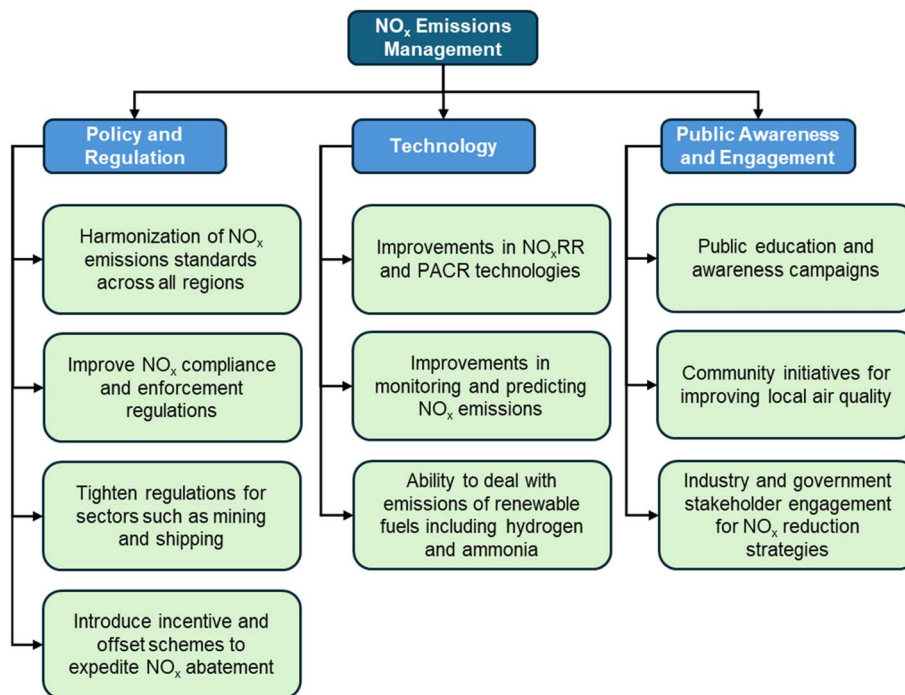 NOₓ Emissions
Management
Policy and
Regulation
Technology
Public Awareness
and Engagement
Harmonization of NOₓ
emissions standards
across all regions
Improvements in NOₓRR
and PACR technologies
Public education and
awareness campaigns
Improve NOₓ compliance
and enforcement
regulations
Improvements in
monitoring and predicting
NOₓ emissions
Community initiatives for
improving local air quality
Tighten regulations for
sectors such as mining
and shipping
Ability to deal with
emissions of renewable
fuels including hydrogen
and ammonia
Industry and government
stakeholder engagement
for NOₓ reduction
strategies
Introduce incentive and
offset schemes to
expedite NOₓ abatement